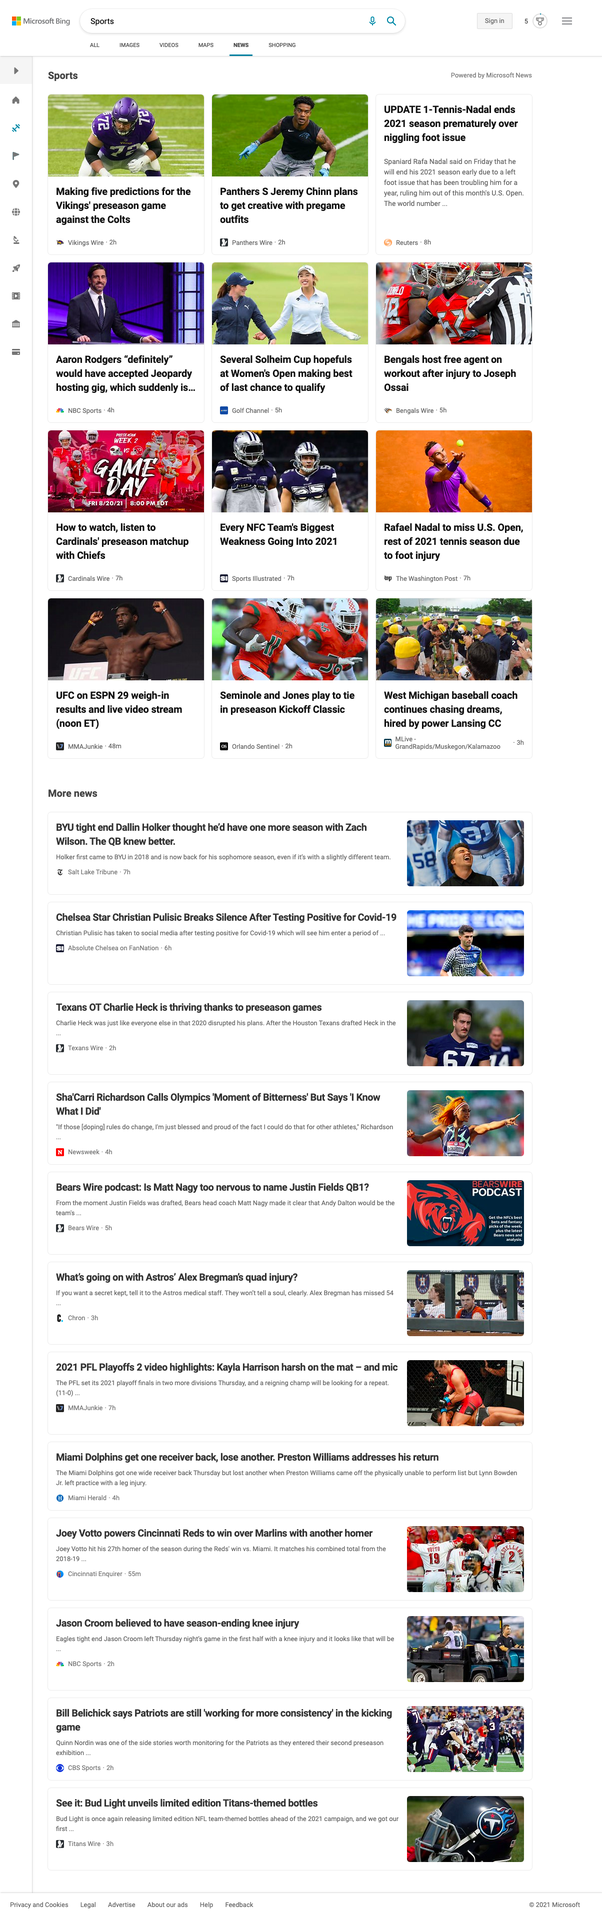 Microsoft Bing
Sports
Sign in
5
ALL IMAGES VIDEOS MAPS NEWS SHOPPING
Sports
Powered by Microsoft News
Making five predictions for the
Vikings' preseason game
against the Colts
Vikings Wire · 2h
Panthers S Jeremy Chinn plans
to get creative with pregame
outfits
Panthers Wire · 2h
UPDATE 1-Tennis-Nadal ends
2021 season prematurely over
niggling foot issue
Spaniard Rafa Nadal said on Friday that he
will end his 2021 season early due to a left
foot issue that has been troubling him for a
year, ruling him out of this month's U.S. Open.
The world number ...
Reuters · 8h
Aaron Rodgers “definitely”
would have accepted Jeopardy
hosting gig, which suddenly is...
NBC Sports · 4h
Several Solheim Cup hopefuls
at Women's Open making best
of last chance to qualify
Golf Channel · 5h
Bengals host free agent on
workout after injury to Joseph
Ossai
Bengals Wire · 5h
WEEK 2
GAME
DAY
FRI 8/20/21 | 8:00 PM EDT
How to watch, listen to
Cardinals' preseason matchup
with Chiefs
Cardinals Wire · 7h
Every NFC Team's Biggest
Weakness Going Into 2021
Sports Illustrated · 7h
Rafael Nadal to miss U.S. Open,
rest of 2021 tennis season due
to foot injury
The Washington Post · 7h
UFC on ESPN 29 weigh-in
results and live video stream
(noon ET)
MMAJunkie · 48m
Seminole and Jones play to tie
in preseason Kickoff Classic
Orlando Sentinel · 2h
West Michigan baseball coach
continues chasing dreams,
hired by power Lansing CC
MLive -
GrandRapids/Muskegon/Kalamazoo · 3h
More news
BYU tight end Dallin Holker thought he’d have one more season with Zach
Wilson. The QB knew better.
Holker first came to BYU in 2018 and is now back for his sophomore season, even if it's with a slightly different team.
Salt Lake Tribune · 7h
Chelsea Star Christian Pulisic Breaks Silence After Testing Positive for Covid-19
Christian Pulisic has taken to social media after testing positive for Covid-19 which will see him enter a period of ...
Absolute Chelsea on FanNation · 6h
Texans OT Charlie Heck is thriving thanks to preseason games
Charlie Heck was just like everyone else in that 2020 disrupted his plans. After the Houston Texans drafted Heck in the
...
Texans Wire · 2h
Sha'Carri Richardson Calls Olympics 'Moment of Bitterness' But Says 'I Know
What I Did'
"If those [doping] rules do change, I'm just blessed and proud of the fact I could do that for other athletes," Richardson
...
Newsweek · 4h
Bears Wire podcast: Is Matt Nagy too nervous to name Justin Fields QB1?
From the moment Justin Fields was drafted, Bears head coach Matt Nagy made it clear that Andy Dalton would be the
team's ...
Bears Wire · 5h
BEARSWIRE
PODCAST
Get the NFL's best
bets and fantasy
picks of the week,
plus the latest
Bears news and
analysis.
What’s going on with Astros’ Alex Bregman’s quad injury?
If you want a secret kept, tell it to the Astros medical staff. They won't tell a soul, clearly. Alex Bregman has missed 54
...
Chron · 3h
2021 PFL Playoffs 2 video highlights: Kayla Harrison harsh on the mat – and mic
The PFL set its 2021 playoff finals in two more divisions Thursday, and a reigning champ will be looking for a repeat.
(11-0) ...
MMAJunkie · 7h
Miami Dolphins get one receiver back, lose another. Preston Williams addresses his return
The Miami Dolphins got one wide receiver back Thursday but lost another when Preston Williams came off the physically unable to perform list but Lynn Bowden
Jr. left practice with a leg injury.
Miami Herald · 4h
Joey Votto powers Cincinnati Reds to win over Marlins with another homer
Joey Votto hit his 27th homer of the season during the Reds' win vs. Miami. It matches his combined total from the
2018-19 ...
Cincinnati Enquirer · 55m
Jason Croom believed to have season-ending knee injury
Eagles tight end Jason Croom left Thursday night's game in the first half with a knee injury and it looks like that will be
...
NBC Sports · 2h
Bill Belichick says Patriots are still 'working for more consistency' in the kicking
game
Quinn Nordin was one of the side stories worth monitoring for the Patriots as they entered their second preseason
exhibition ...
CBS Sports · 2h
See it: Bud Light unveils limited edition Titans-themed bottles
Bud Light is once again releasing limited edition NFL team-themed bottles ahead of the 2021 campaign, and we got our
first ...
Titans Wire · 3h
Privacy and Cookies Legal Advertise About our ads Help Feedback
© 2021 Microsoft